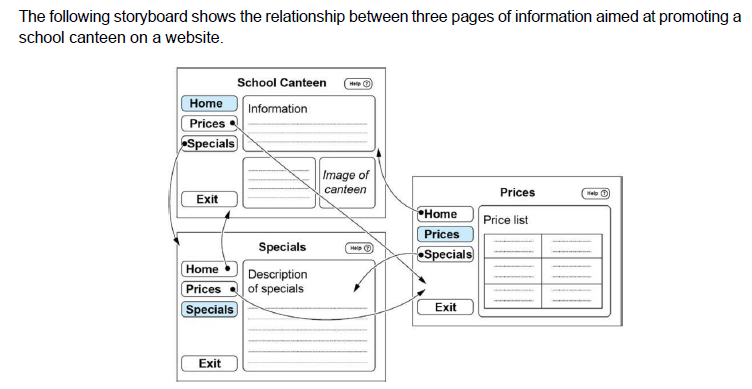 The following storyboard shows the relationship between three pages of information aimed at promoting a
school canteen on a website.
School Canteen
Help ?
Home
Prices
Specials
Exit
Information
Image of
canteen
Specials
Help ?
Home
Prices
Specials
Exit
Description
of specials
Prices
Help ?
Home
Prices
Specials
Exit
Price list